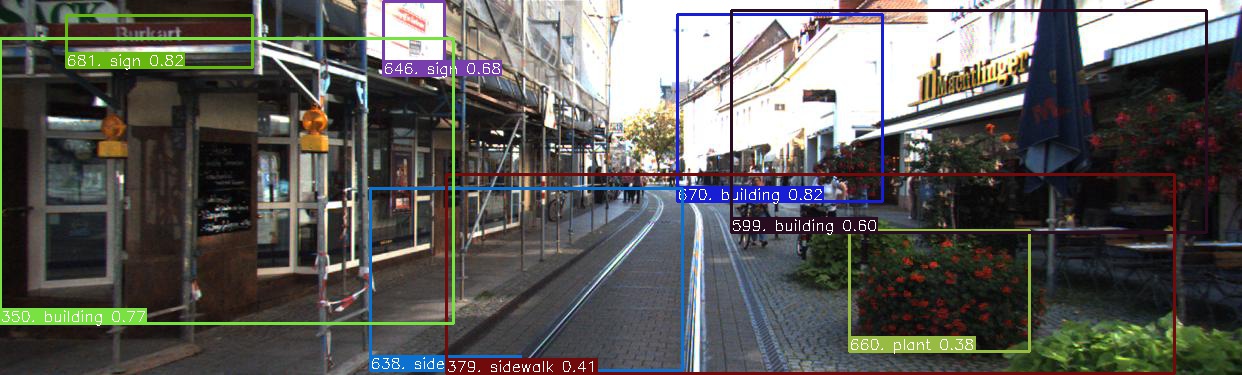 Burkart
681. sign 0.82
646. sign 0.68
Mächtlinger
670. building 0.82
599. building 0.60
350. building 0.77
660. plant 0.38
638. side
379. sidewalk 0.41